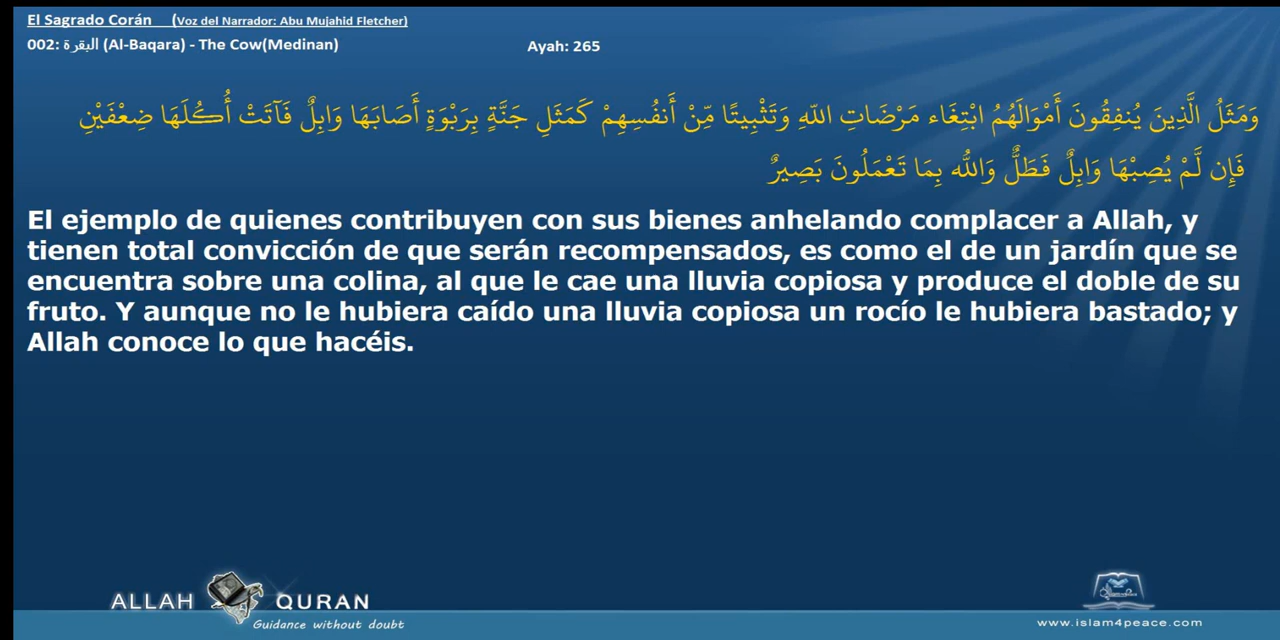 El Sagrado Corán (Voz del Narrador: Abu Mujahid Fletcher)
002: البقرة (Al-Baqara) - The Cow(Medinan) Ayah: 265
وَمَثَلُ الَّذِينَ يُنفِقُونَ أَمْوَالَهُمُ ابْتِغَاء مَرْضَاتِ اللّهِ وَتَثْبِيتًا مِّنْ أَنفُسِهِمْ كَمَثَلِ جَنَّةٍ بِرَبْوَةٍ أَصَابَهَا وَابِلٌ فَآتَتْ أُكُلَهَا ضِعْفَيْنِ
فَإِن لَّمْ يُصِبْهَا وَابِلٌ فَطَلٌّ وَاللّه بِمَا تَعْمَلُونَ بَصِيرٌ
El ejemplo de quienes contribuyen con sus bienes anhelando complacer a Allah, y
tienen total convicción de que serán recompensados, es como el de un jardín que se
encuentra sobre una colina, al que le cae una lluvia copiosa y produce el doble de su
fruto. Y aunque no le hubiera caído una lluvia copiosa un rocío le hubiera bastado; y
Allah conoce lo que hacéis.
ALLAH QURAN
Guidance without doubt
www.islam4peace.com